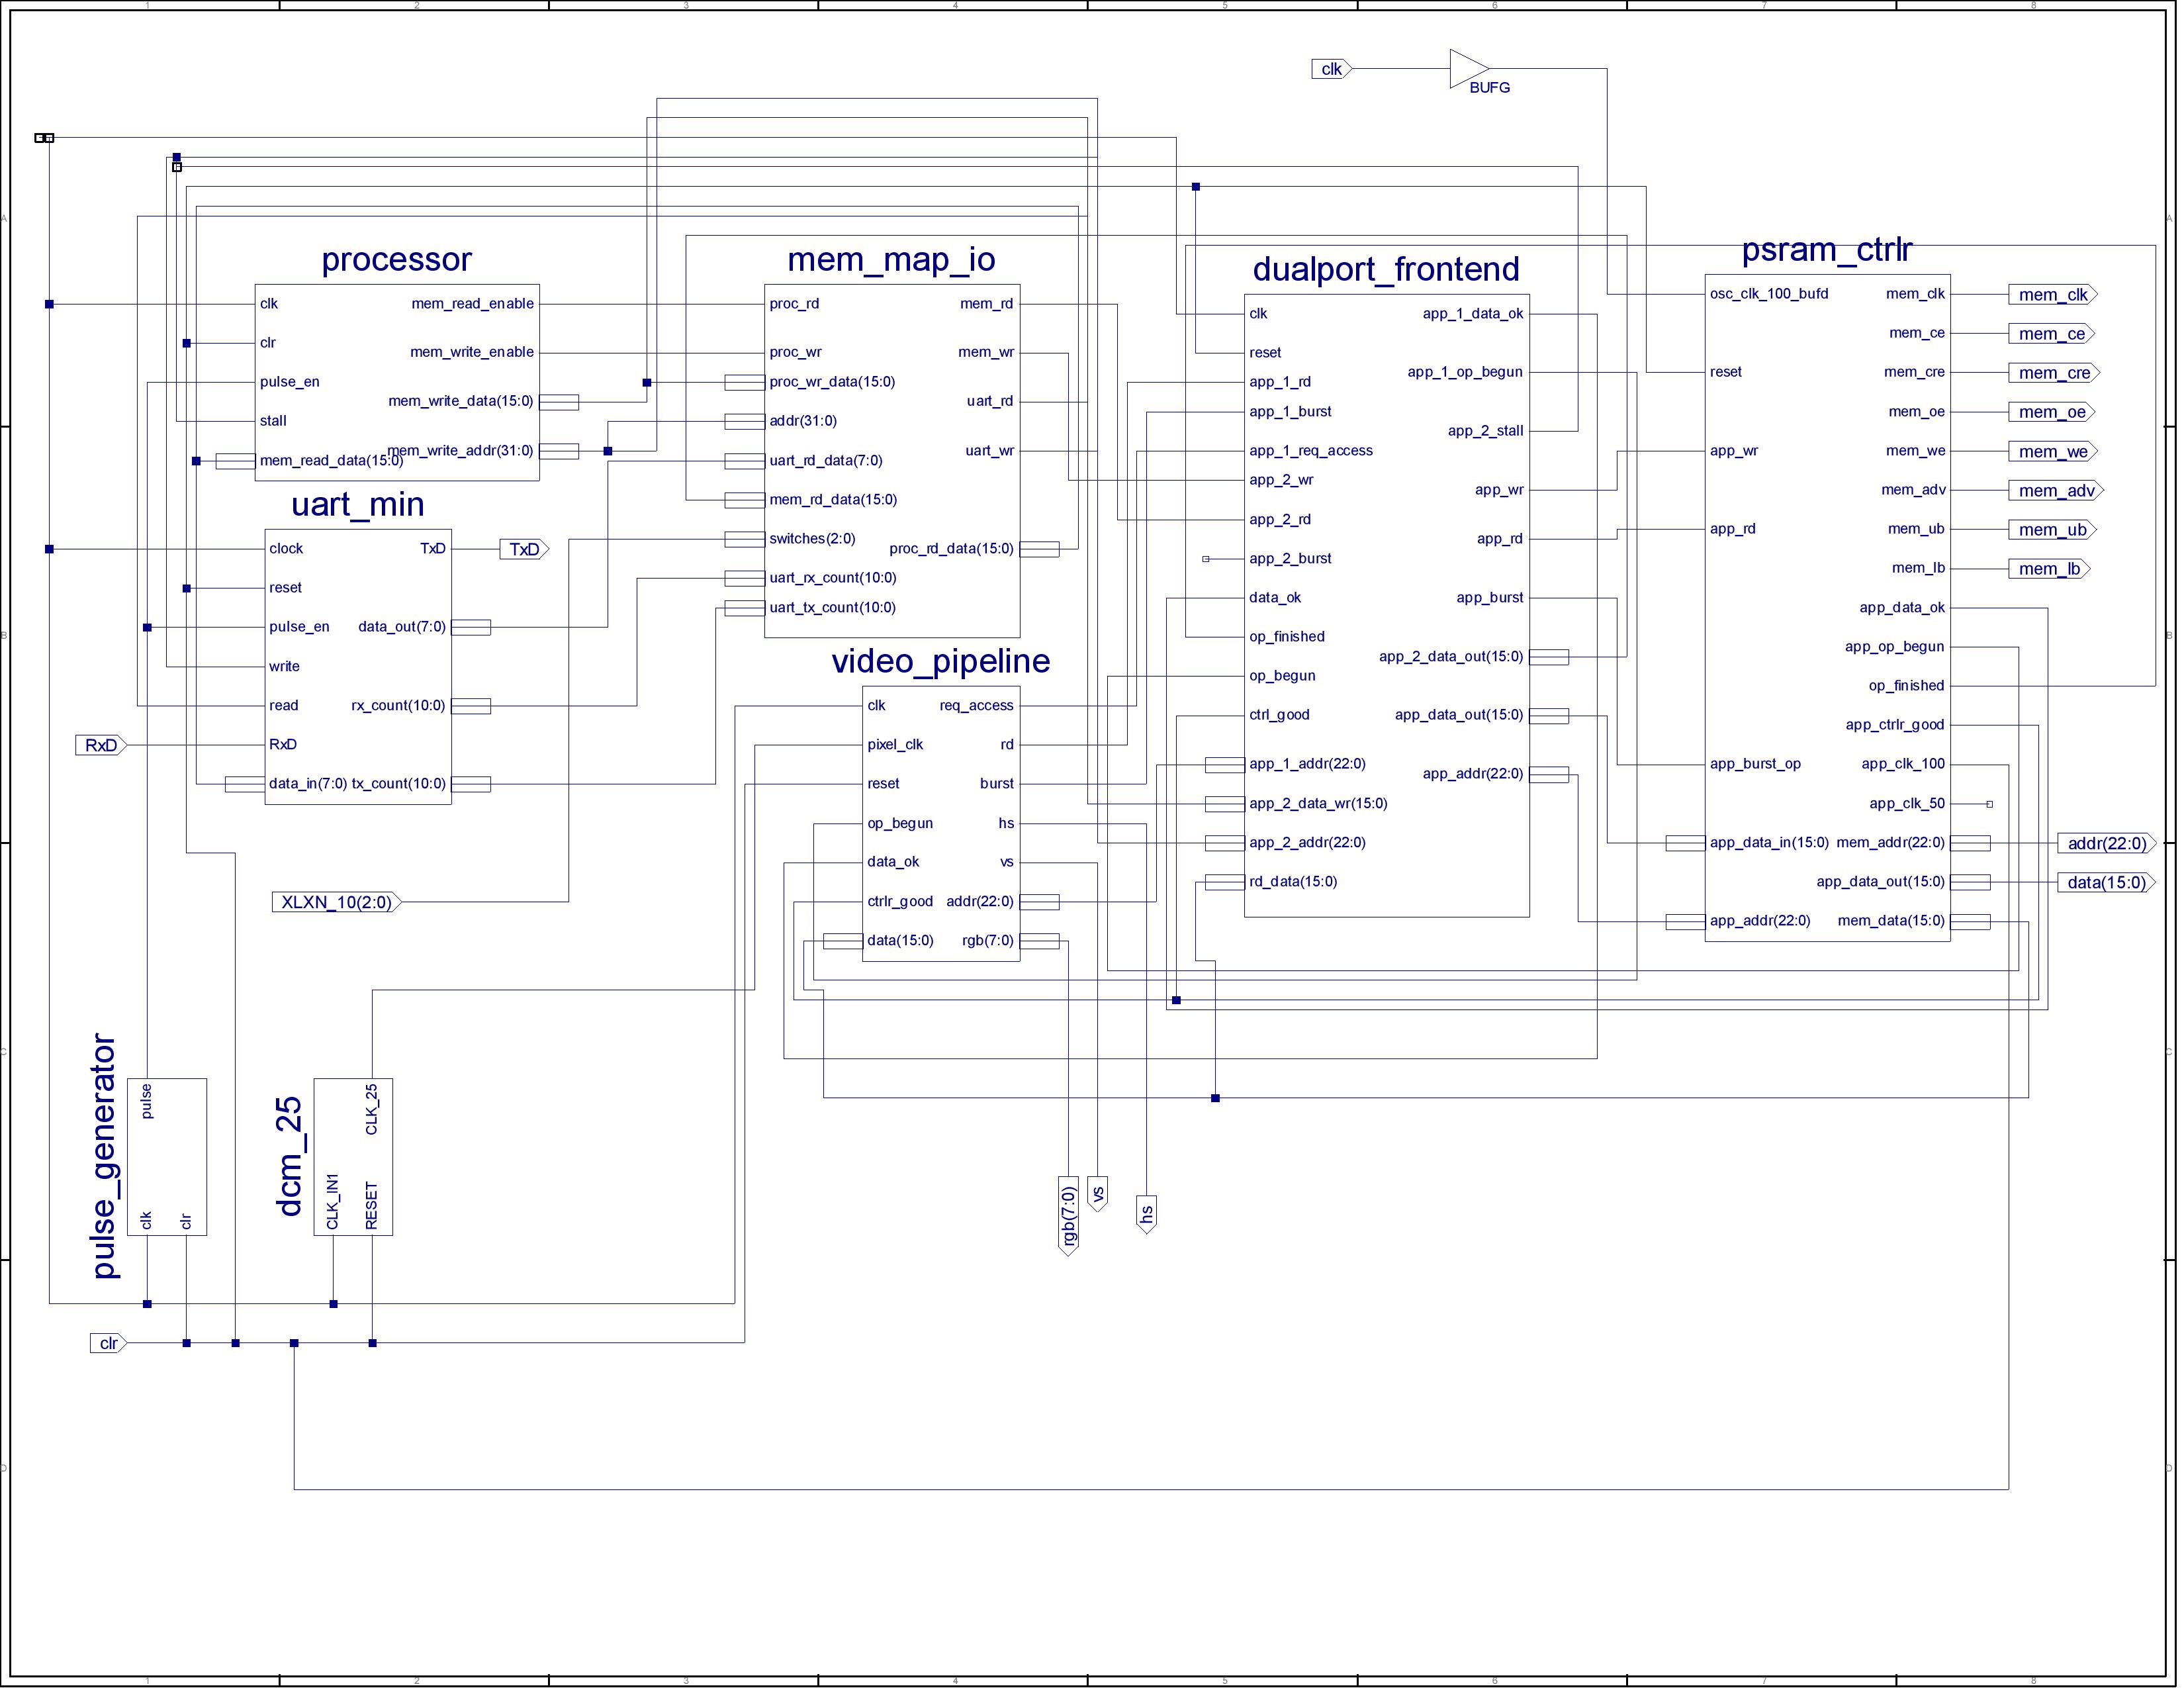 1 2 3 4 5 6 7 8
A
B
C
D
A
B
C
D
clk
BUFG
processor
clk
clr
pulse_en
stall
mem_read_data(15:0)
mem_read_enable
mem_write_enable
mem_write_data(15:0)
mem_write_addr(31:0)
uart_min
clock
reset
pulse_en
write
read
RxD
data_in(7:0)
TxD
data_out(7:0)
rx_count(10:0)
tx_count(10:0)
TxD
RxD
XLXN_10(2:0)
mem_map_io
proc_rd
proc_wr
proc_wr_data(15:0)
addr(31:0)
uart_rd_data(7:0)
mem_rd_data(15:0)
switches(2:0)
uart_rx_count(10:0)
uart_tx_count(10:0)
mem_rd
mem_wr
uart_rd
uart_wr
proc_rd_data(15:0)
video_pipeline
clk
pixel_clk
reset
op_begun
data_ok
ctrlr_good
data(15:0)
req_access
rd
burst
hs
vs
addr(22:0)
rgb(7:0)
dualport_frontend
clk
reset
app_1_rd
app_1_burst
app_1_req_access
app_2_wr
app_2_rd
app_2_burst
data_ok
op_finished
op_begun
ctrl_good
app_1_addr(22:0)
app_2_data_wr(15:0)
app_2_addr(22:0)
rd_data(15:0)
app_1_data_ok
app_1_op_begun
app_2_stall
app_wr
app_rd
app_burst
app_2_data_out(15:0)
app_data_out(15:0)
app_addr(22:0)
psram_ctrlr
osc_clk_100_bufd
reset
app_wr
app_rd
app_burst_op
app_data_in(15:0)
app_addr(22:0)
mem_clk
mem_ce
mem_cre
mem_oe
mem_we
mem_adv
mem_ub
mem_lb
app_data_ok
app_op_begun
op_finished
app_ctrlr_good
app_clk_100
app_clk_50
mem_addr(22:0)
app_data_out(15:0)
mem_data(15:0)
mem_clk
mem_ce
mem_cre
mem_oe
mem_we
mem_adv
mem_ub
mem_lb
addr(22:0)
data(15:0)
pulse_generator
pulse
clk
clr
dcm_25
CLK_25
CLK_IN1
RESET
rgb(7:0)
vs
hs
clr
1 2 3 4 5 6 7 8